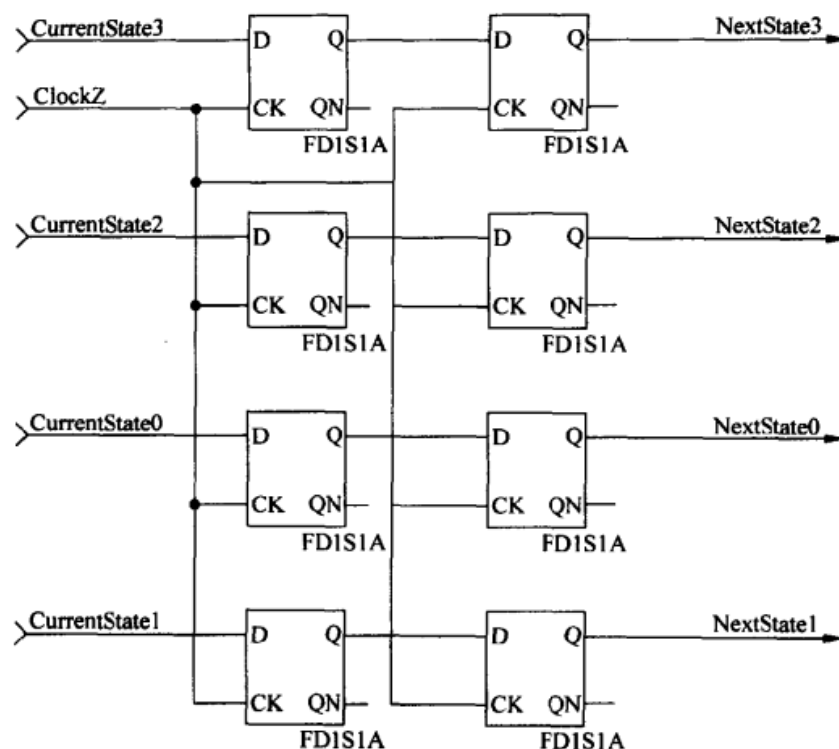 CurrentState3 D Q D Q NextState3
ClockZ CK QN CK QN
FD1S1A FD1S1A
CurrentState2 D Q D Q NextState2
CK QN CK QN
FD1S1A FD1S1A
CurrentState0 D Q D Q NextState0
CK QN CK QN
FD1S1A FD1S1A
CurrentState1 D Q D Q NextState1
CK QN CK QN
FD1S1A FD1S1A